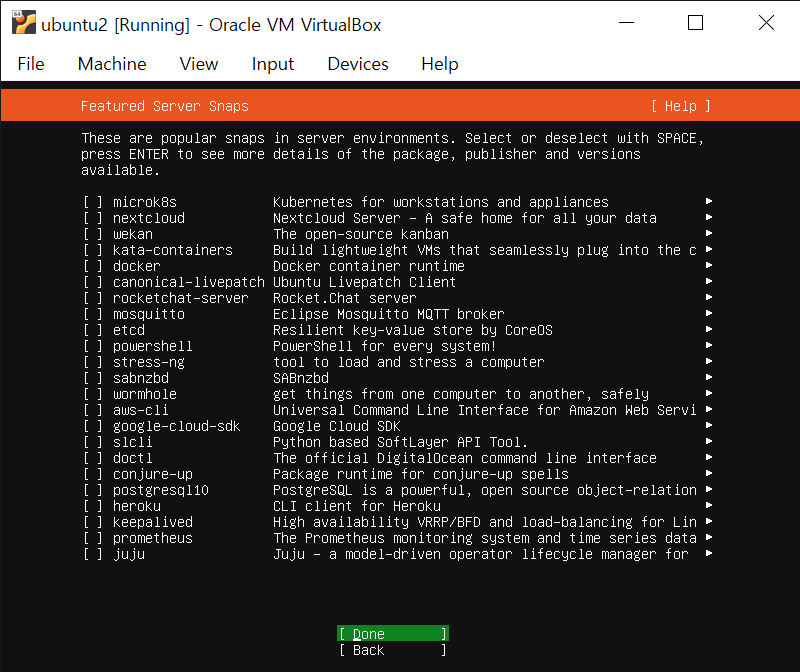 64
ubuntu2 [Running] - Oracle VM VirtualBox
File Machine View Input Devices Help
Featured Server Snaps [ Help ]
These are popular snaps in server environments. Select or deselect with SPACE,
press ENTER to see more details of the package, publisher and versions
available.
[ ] microk8s Kubernetes for workstations and appliances ▸
[ ] nextcloud Nextcloud Server - A safe home for all your data ▸
[ ] wekan The open-source kanban ▸
[ ] kata-containers Build lightweight VMs that seamlessly plug into the c ▸
[ ] docker Docker container runtime ▸
[ ] canonical-livepatch Ubuntu Livepatch Client ▸
[ ] rocketchat-server Rocket.Chat server ▸
[ ] mosquitto Eclipse Mosquitto MQTT broker ▸
[ ] etcd Resilient key-value store by CoreOS ▸
[ ] powershell PowerShell for every system! ▸
[ ] stress-ng tool to load and stress a computer ▸
[ ] sabnzbd SABnzbd ▸
[ ] wormhole get things from one computer to another, safely ▸
[ ] aws-cli Universal Command Line Interface for Amazon Web Servi ▸
[ ] google-cloud-sdk Google Cloud SDK ▸
[ ] slcli Python based SoftLayer API Tool. ▸
[ ] doctl The official DigitalOcean command line interface ▸
[ ] conjure-up Package runtime for conjure-up spells ▸
[ ] postgresql10 PostgreSQL is a powerful, open source object-relation ▸
[ ] heroku CLI client for Heroku ▸
[ ] keepalived High availability VRRP/BFD and load-balancing for Lin ▸
[ ] prometheus The Prometheus monitoring system and time series data ▸
[ ] juju Juju - a model-driven operator lifecycle manager for ▸
[ Done ]
[ Back ]